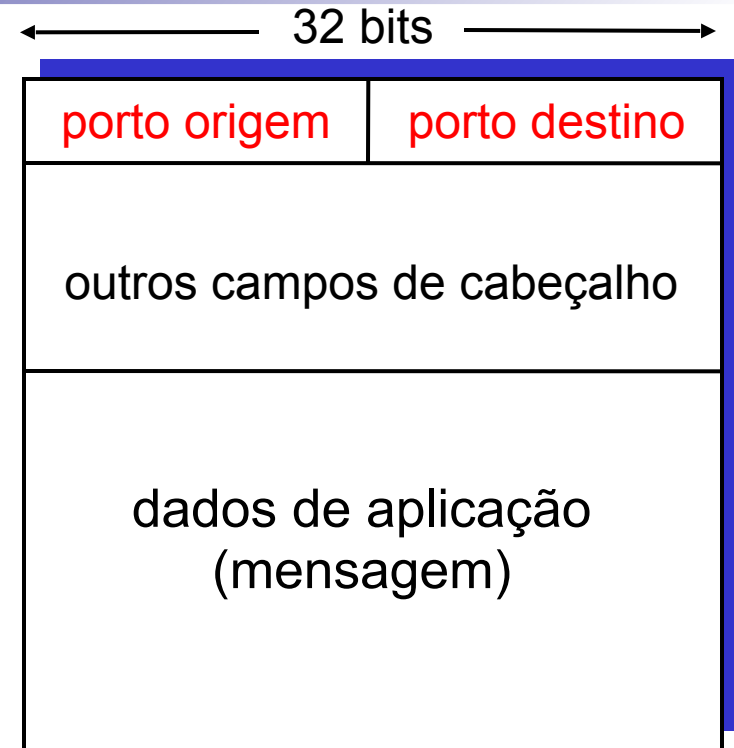 32 bits
porto origem
porto destino
outros campos de cabeçalho
dados de aplicação
(mensagem)